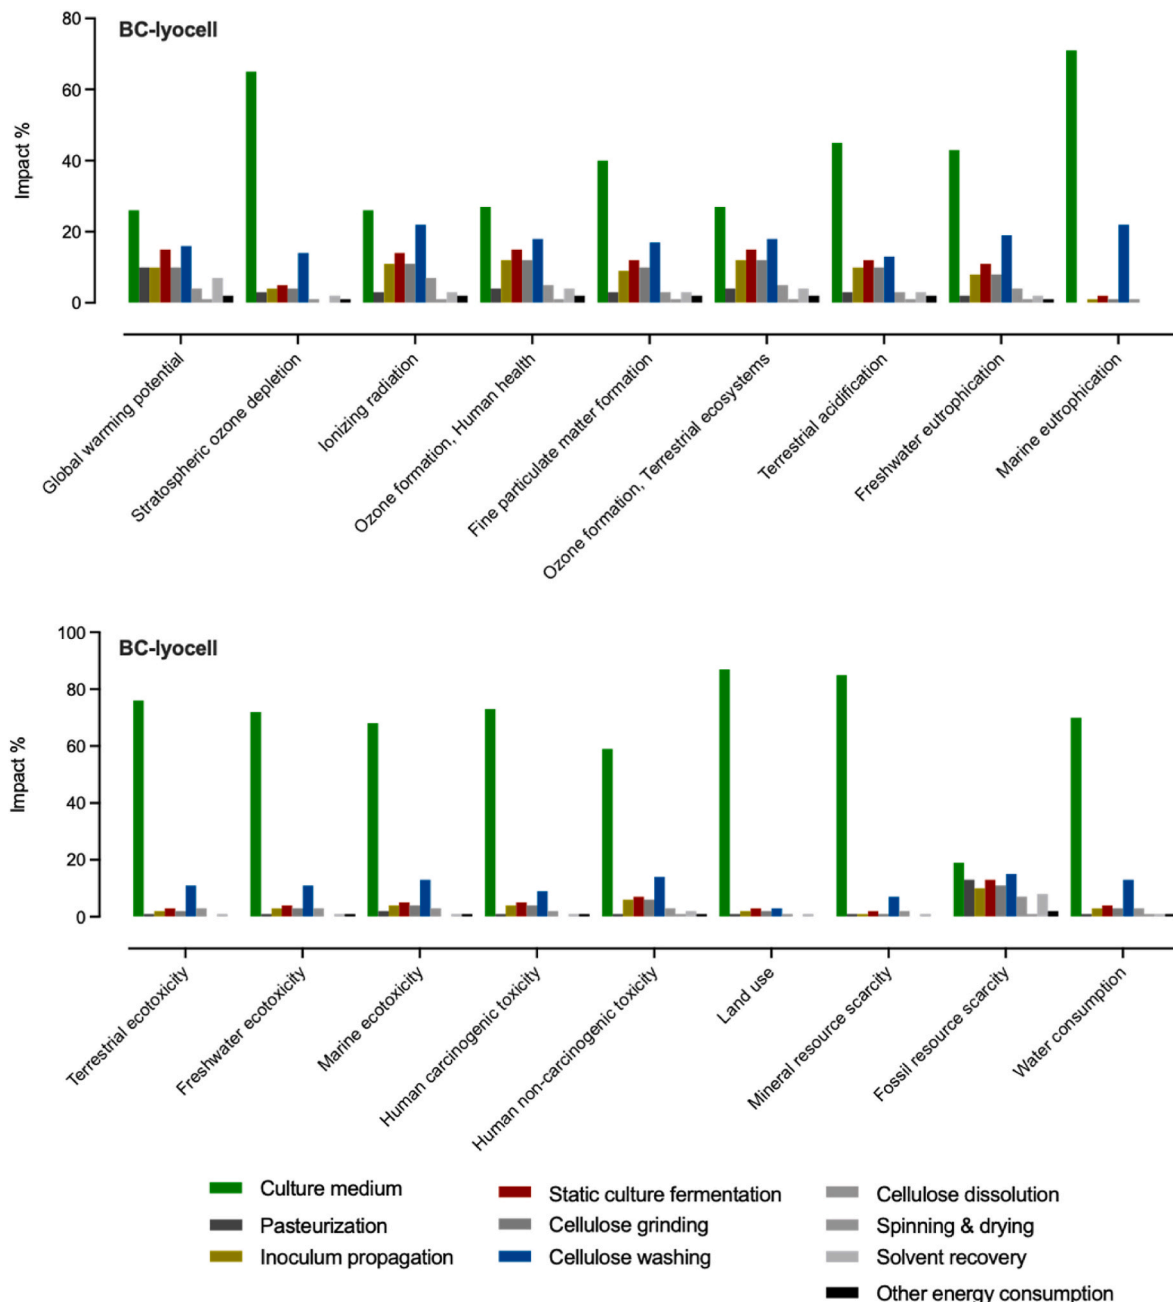 80
BC-lyocell
60
Impact %
40
20
0
Global warming potential
Stratospheric ozone depletion
Ionizing radiation
Ozone formation, Human health
Fine particulate matter formation
Ozone formation, Terrestrial ecosystems
Terrestrial acidification
Freshwater eutrophication
Marine eutrophication
100
BC-lyocell
80
Impact %
60
40
20
0
Terrestrial ecotoxicity
Freshwater ecotoxicity
Marine ecotoxicity
Human carcinogenic toxicity
Human non-carcinogenic toxicity
Land use
Mineral resource scarcity
Fossil resource scarcity
Water consumption
Culture medium
Pasteurization
Inoculum propagation
Static culture fermentation
Cellulose grinding
Cellulose washing
Cellulose dissolution
Spinning & drying
Solvent recovery
Other energy consumption